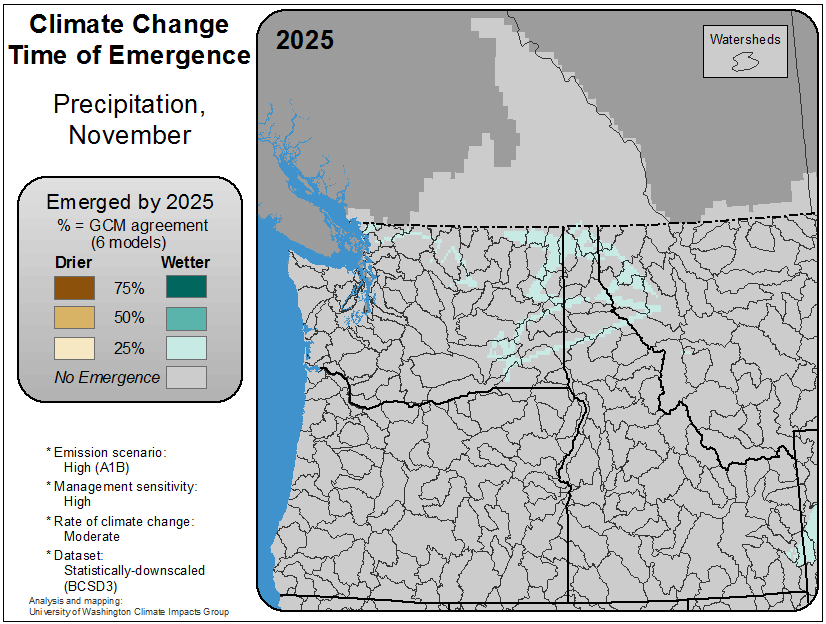 Climate Change
Time of Emergence
Precipitation,
November
Emerged by 2025
% = GCM agreement
(6 models)
Drier Wetter
75%
50%
25%
No Emergence
* Emission scenario:
High (A1B)
* Management sensitivity:
High
* Rate of climate change:
Moderate
* Dataset:
Statistically-downscaled
(BCSD3)
Analysis and mapping:
University of Washington Climate Impacts Group
2025
Watersheds